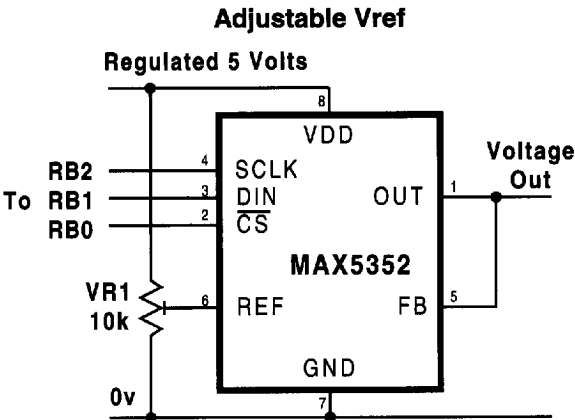 Adjustable Vref
Regulated 5 Volts
8
VDD
RB2 4 SCLK
To RB1 3 DIN
RB0 2 CS
OUT 1
Voltage
Out
MAX5352
VR1
10k
6 REF
FB 5
GND
7
0v